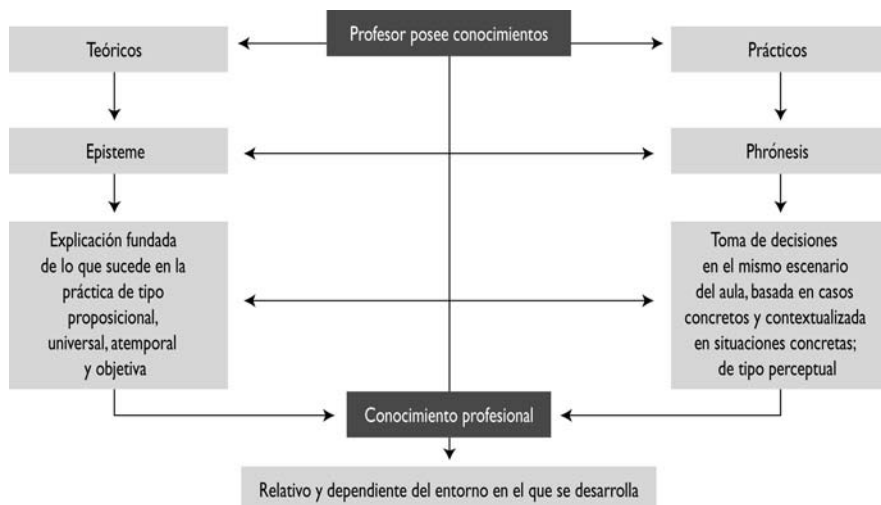 Profesor posee conocimientos
Teóricos
Prácticos
Episteme
Phrónesis
Explicación fundada
de lo que sucede en la
práctica de tipo
proposicional,
universal, atemporal
y objetiva
Toma de decisiones
en el mismo escenario
del aula, basada en casos
concretos y contextualizada
en situaciones concretas;
de tipo perceptual
Conocimiento profesional
Relativo y dependiente del entorno en el que se desarrolla